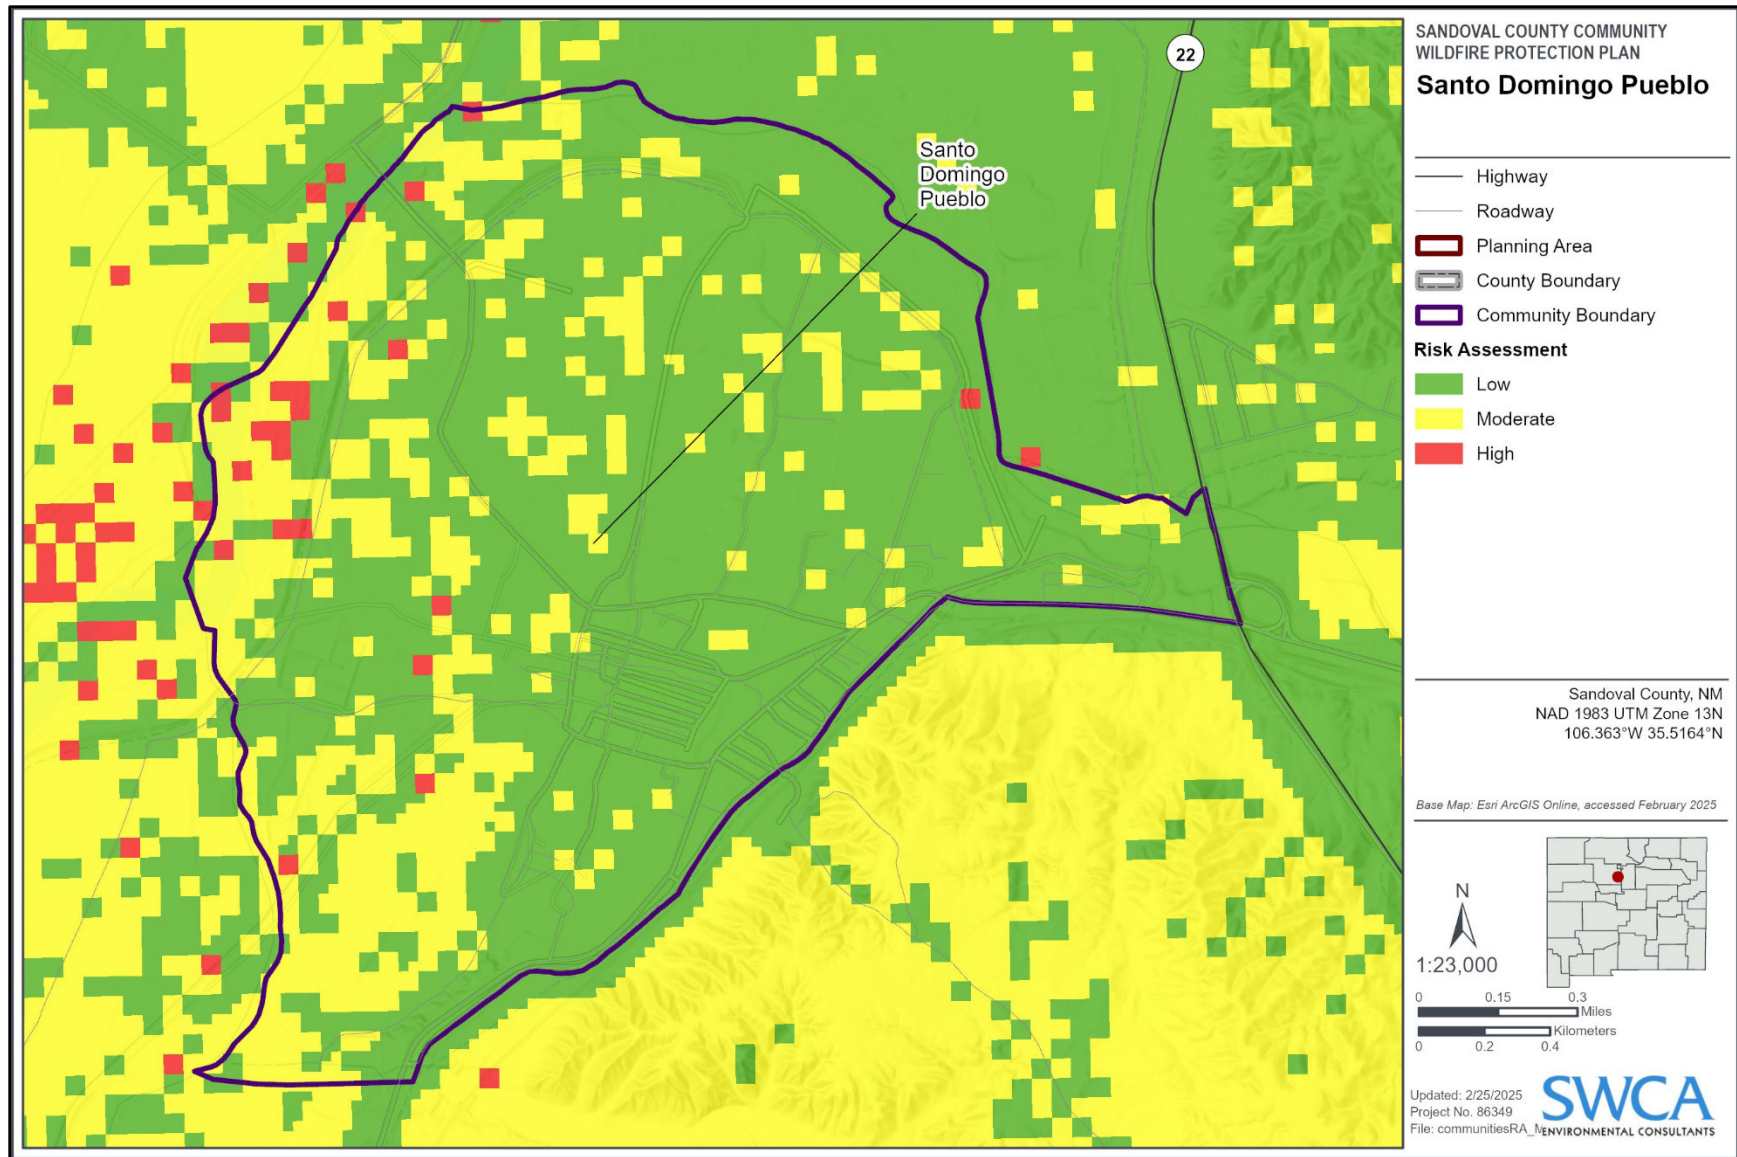 SANDOVAL COUNTY COMMUNITY
WILDFIRE PROTECTION PLAN
Santo Domingo Pueblo
22
Santo
Domingo
Pueblo
Highway
Roadway
Planning Area
County Boundary
Community Boundary
Risk Assessment
Low
Moderate
High
Sandoval County, NM
NAD 1983 UTM Zone 13N
106.363°W 35.5164°N
Base Map: Esri ArcGIS Online, accessed February 2025
N
1:23,000
0 0.15 0.3
Miles
Kilometers
0 0.2 0.4
Updated: 2/25/2025
Project No. 86349
File: communitiesRA_M
SWCA
ENVIRONMENTAL CONSULTANTS